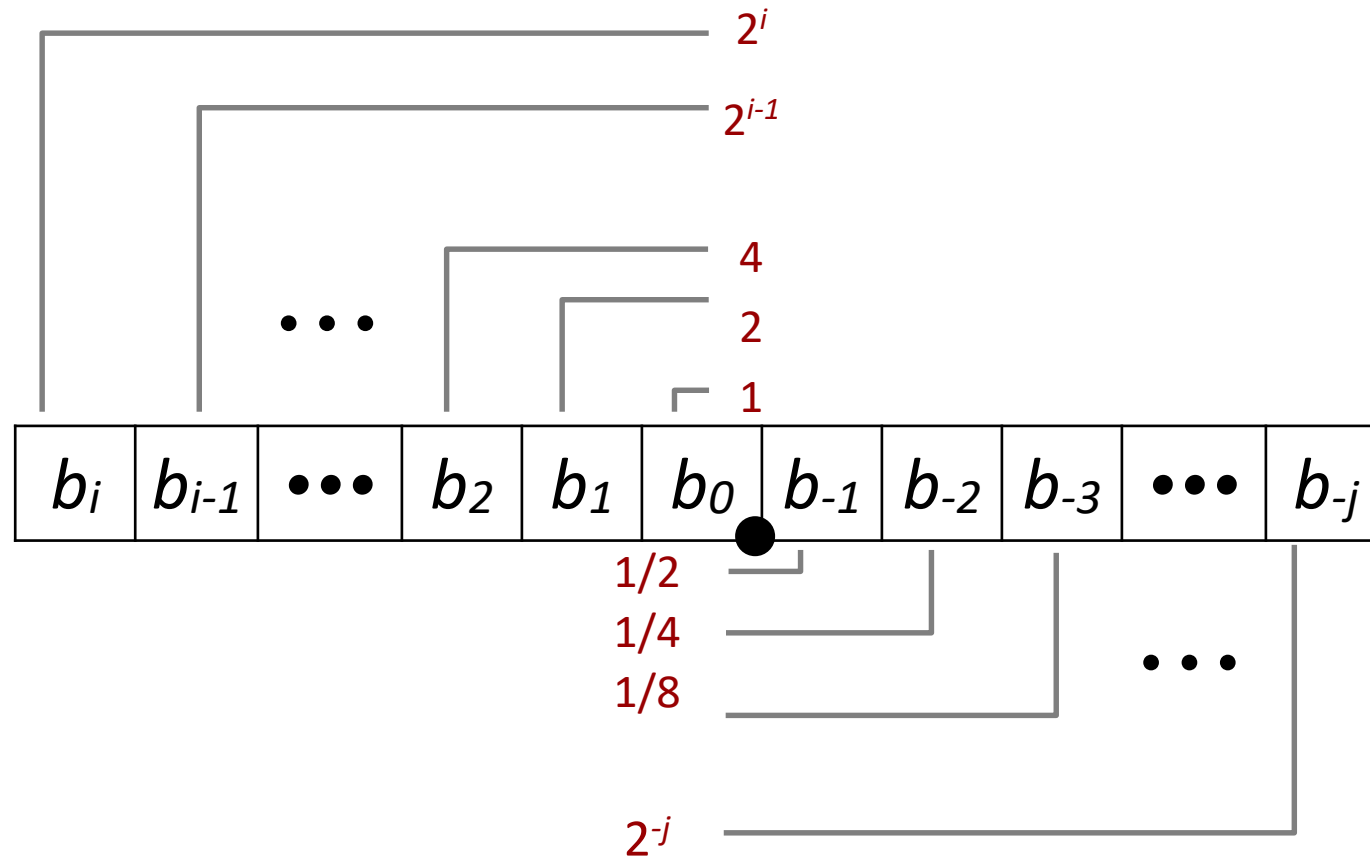 2^i
2^{i-1}
4
2
• • •
1
b_i b_{i-1} ••• b_2 b_1 b_0 • b_{-1} b_{-2} b_{-3} ••• b_{-j}
1/2
1/4
• • •
1/8
2^{-j}